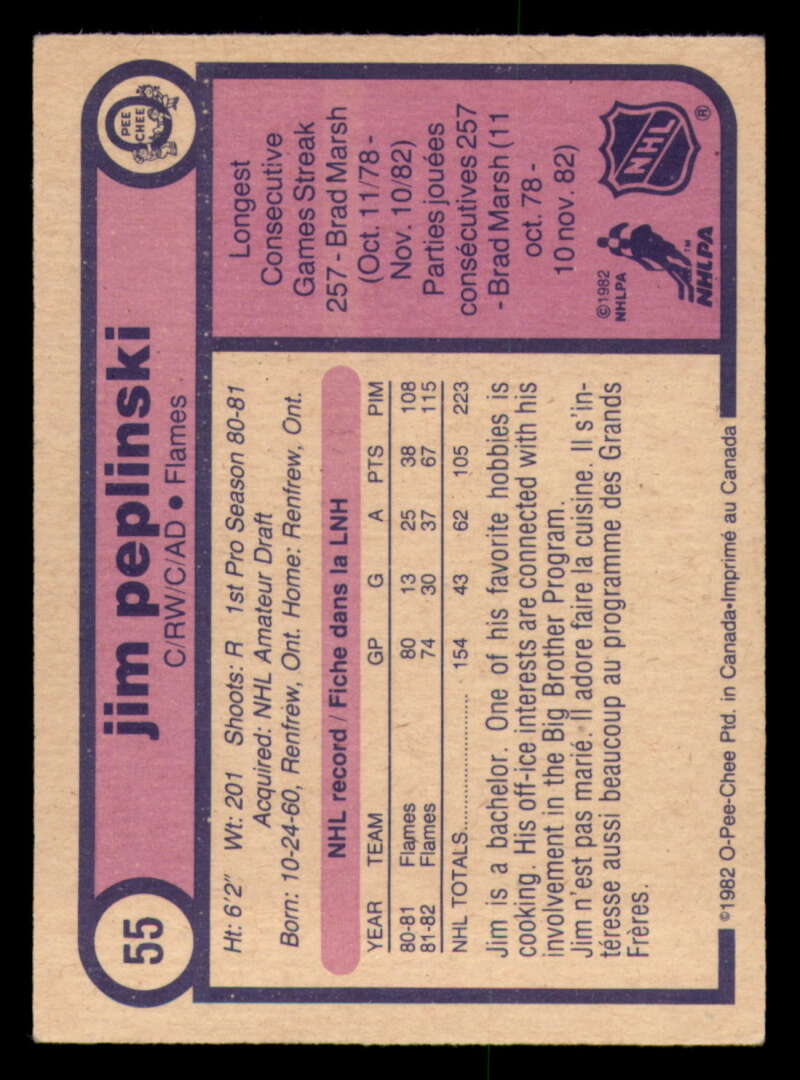 55
jim peplinski
C/RW/C/AD • Flames
O
PEE
CHEE
Ht: 6'2" Wt: 201 Shoots: R 1st Pro Season 80-81
Acquired: NHL Amateur Draft
Born: 10-24-60, Renfrew, Ont. Home: Renfrew, Ont.
NHL record / Fiche dans la LNH
YEAR TEAM GP G A PTS PIM
80-81 Flames 80 13 25 38 108
81-82 Flames 74 30 37 67 115
NHL TOTALS.................... 154 43 62 105 223
Jim is a bachelor. One of his favorite hobbies is
cooking. His off-ice interests are connected with his
involvement in the Big Brother Program.
Jim n'est pas marié. Il adore faire la cuisine. Il s'in-
téresse aussi beaucoup au programme des Grands
Frères.
Longest
Consecutive
Games Streak
257 - Brad Marsh
(Oct. 11/78 -
Nov. 10/82)
Parties jouées
consécutives 257
- Brad Marsh (11
oct. 78 -
10 nov. 82)
©1982
NHLPA
NHL
®
NHLPA
TM
©1982 O-Pee-Chee Ptd. in Canada•Imprimé au Canada